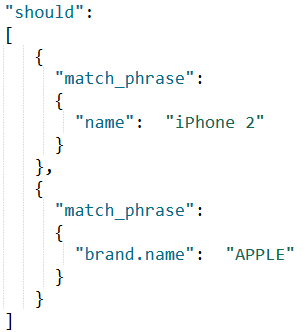 "should":
[
{
"match_phrase":
{
"name": "iPhone 2"
}
},
{
"match_phrase":
{
"brand.name": "APPLE"
}
}
]